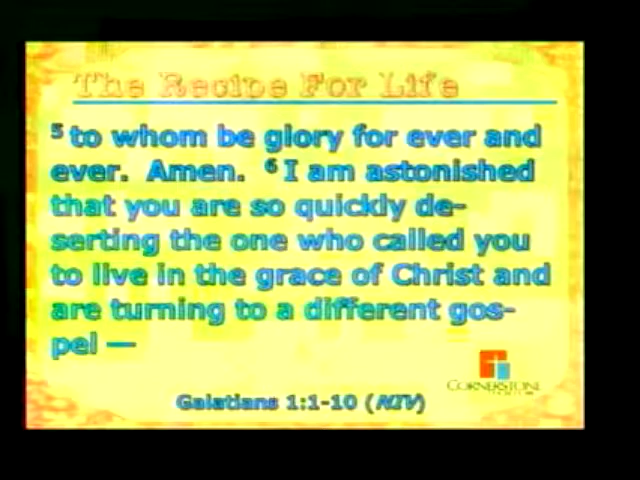 The Recipe For Life
5 to whom be glory for ever and
ever. Amen. 6 I am astonished
that you are so quickly de-
serting the one who called you
to live in the grace of Christ and
are turning to a different gos-
pel —
CORNERSTONE
Galatians 1:1-10 (NIV)